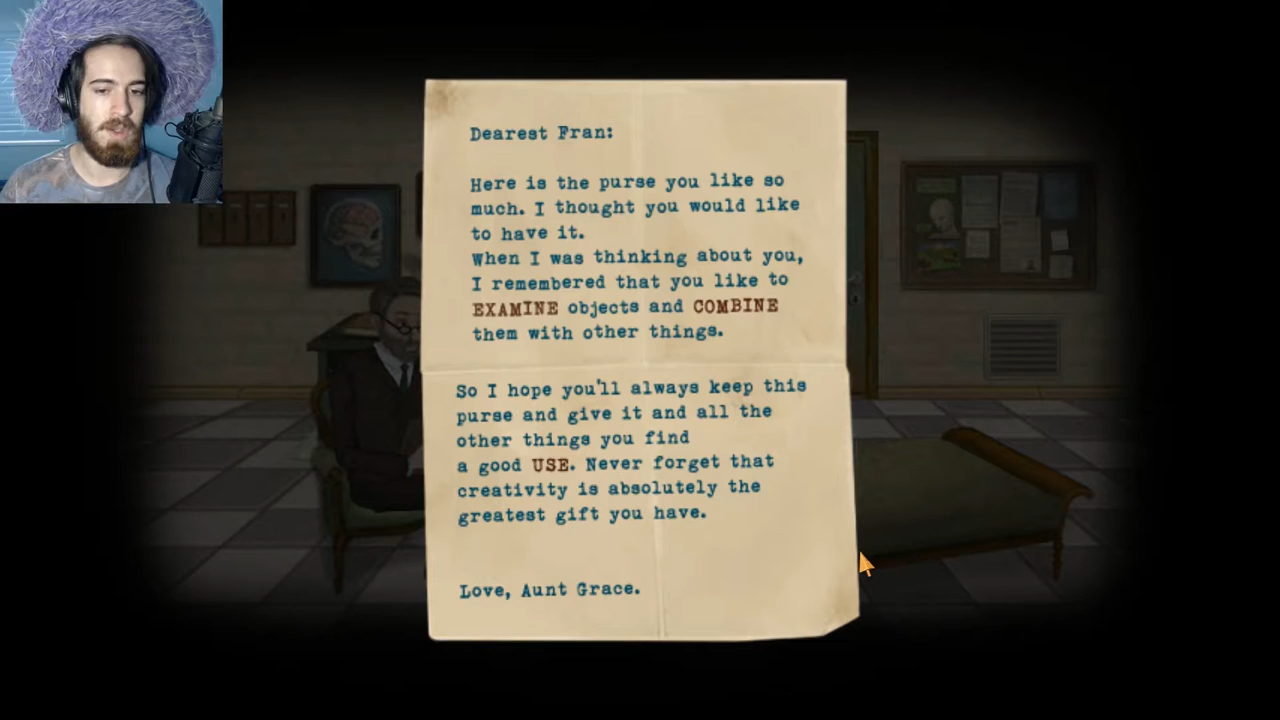 Dearest Fran:
Here is the purse you like so
much. I thought you would like
to have it.
When I was thinking about you,
I remembered that you like to
EXAMINE objects and COMBINE
them with other things.
So I hope you'll always keep this
purse and give it and all the
other things you find
a good USE. Never forget that
creativity is absolutely the
greatest gift you have.
Love, Aunt Grace.